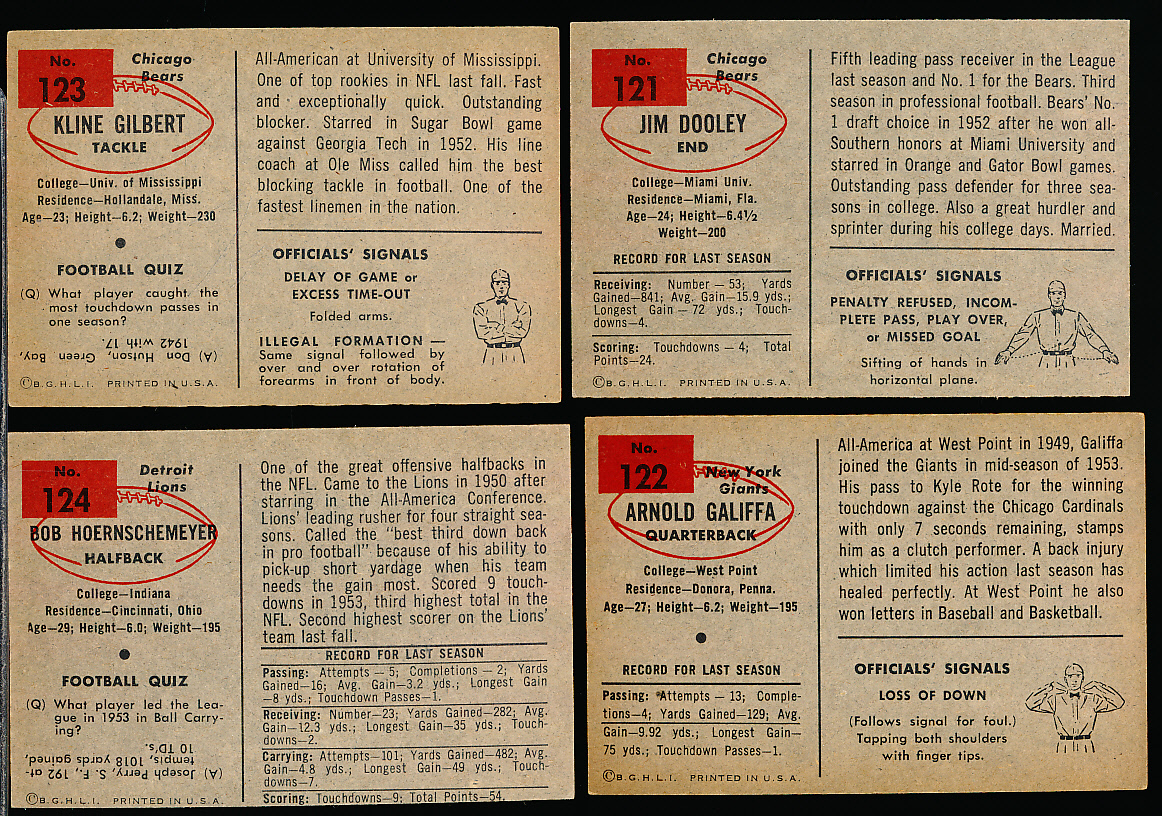 No.
123
Chicago
Bears
KLINE GILBERT
TACKLE
College—Univ. of Mississippi
Residence—Hollandale, Miss.
Age—23; Height—6.2; Weight—230
FOOTBALL QUIZ
(Q) What player caught the
most touchdown passes in
one season?
(A) Don Hutson, Green Bay,
1942 with 17.
©B.G.H.L.I. PRINTED IN U.S.A.
All-American at University of Mississippi.
One of top rookies in NFL last fall. Fast
and exceptionally quick. Outstanding
blocker. Starred in Sugar Bowl game
against Georgia Tech in 1952. His line
coach at Ole Miss called him the best
blocking tackle in football. One of the
fastest linemen in the nation.
OFFICIALS' SIGNALS
DELAY OF GAME or
EXCESS TIME-OUT
Folded arms.
ILLEGAL FORMATION —
Same signal followed by
over and over rotation of
forearms in front of body.
No.
121
Chicago
Bears
JIM DOOLEY
END
College—Miami Univ.
Residence—Miami, Fla.
Age—24; Height—6.4½
Weight—200
RECORD FOR LAST SEASON
Receiving: Number — 53; Yards
Gained—841; Avg. Gain—15.9 yds.;
Longest Gain — 72 yds.; Touch-
downs—4.
Scoring: Touchdowns — 4; Total
Points—24.
©B.G.H.L.I. PRINTED IN U.S.A.
Fifth leading pass receiver in the League
last season and No. 1 for the Bears. Third
season in professional football. Bears' No.
1 draft choice in 1952 after he won all-
Southern honors at Miami University and
starred in Orange and Gator Bowl games.
Outstanding pass defender for three sea-
sons in college. Also a great hurdler and
sprinter during his college days. Married.
OFFICIALS' SIGNALS
PENALTY REFUSED, INCOM-
PLETE PASS, PLAY OVER,
or MISSED GOAL
Sifting of hands in
horizontal plane.
No.
124
Detroit
Lions
BOB HOERNSCHEMEYER
HALFBACK
College—Indiana
Residence—Cincinnati, Ohio
Age—29; Height—6.0; Weight—195
FOOTBALL QUIZ
(Q) What player led the Lea-
gue in 1953 in Ball Carry-
ing?
(A) Joseph Perry, S. F., 192 at-
tempts, 1018 yards gained,
10 TD's.
©B.G.H.L.I. PRINTED IN U.S.A.
One of the great offensive halfbacks in
the NFL. Came to the Lions in 1950 after
starring in the All-America Conference.
Lions' leading rusher for four straight sea-
sons. Called the "best third down back
in pro football" because of his ability to
pick-up short yardage when his team
needs the gain most. Scored 9 touch-
downs in 1953, third highest total in the
NFL. Second highest scorer on the Lions'
team last fall.
RECORD FOR LAST SEASON
Passing: Attempts — 5; Completions — 2; Yards
Gained—16; Avg. Gain—3.2 yds.; Longest Gain
—8 yds.; Touchdown Passes—1.
Receiving: Number—23; Yards Gained—282; Avg.
Gain—12.3 yds.; Longest Gain—35 yds.; Touch-
downs—2.
Carrying: Attempts—101; Yards Gained—482; Avg.
Gain—4.8 yds.; Longest Gain—49 yds.; Touch-
downs—7.
Scoring: Touchdowns—9; Total Points—54.
No.
122
New York
Giants
ARNOLD GALIFFA
QUARTERBACK
College—West Point
Residence—Donora, Penna.
Age—27; Height—6.2; Weight—195
RECORD FOR LAST SEASON
Passing: Attempts — 13; Comple-
tions—4; Yards Gained—129; Avg.
Gain—9.92 yds.; Longest Gain—
75 yds.; Touchdown Passes—1.
©B.G.H.L.I. PRINTED IN U.S.A.
All-America at West Point in 1949, Galiffa
joined the Giants in mid-season of 1953.
His pass to Kyle Rote for the winning
touchdown against the Chicago Cardinals
with only 7 seconds remaining, stamps
him as a clutch performer. A back injury
which limited his action last season has
healed perfectly. At West Point he also
won letters in Baseball and Basketball.
OFFICIALS' SIGNALS
LOSS OF DOWN
(Follows signal for foul.)
Tapping both shoulders
with finger tips.